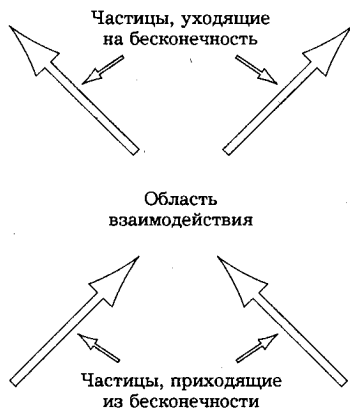 Частицы, уходящие
на бесконечность
Область
взаимодействия
Частицы, приходящие
из бесконечности